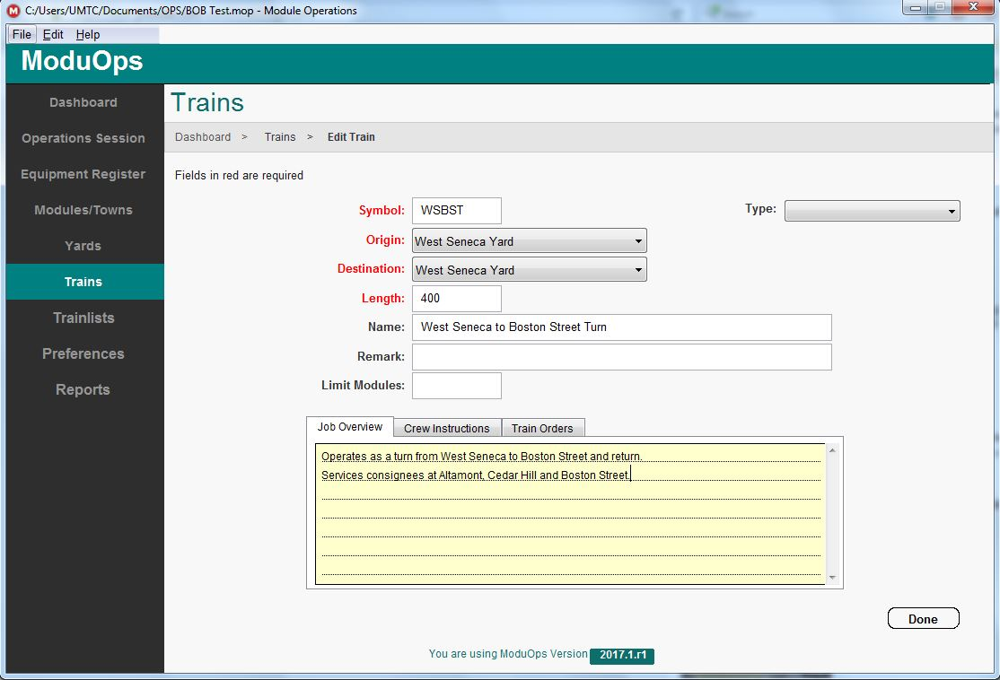 C:/Users/UMTC/Documents/OPS/BOB Test.mop - Module Operations
File Edit Help
ModuOps
Dashboard
Operations Session
Equipment Register
Modules/Towns
Yards
Trains
Trainlists
Preferences
Reports
Trains
Dashboard > Trains > Edit Train
Fields in red are required
Symbol: WSBST Type:
Origin: West Seneca Yard
Destination: West Seneca Yard
Length: 400
Name: West Seneca to Boston Street Turn
Remark:
Limit Modules:
Job Overview Crew Instructions Train Orders
Operates as a turn from West Seneca to Boston Street and return.
Services consignees at Altamont, Cedar Hill and Boston Street.
Done
You are using ModuOps Version 2017.1.r1